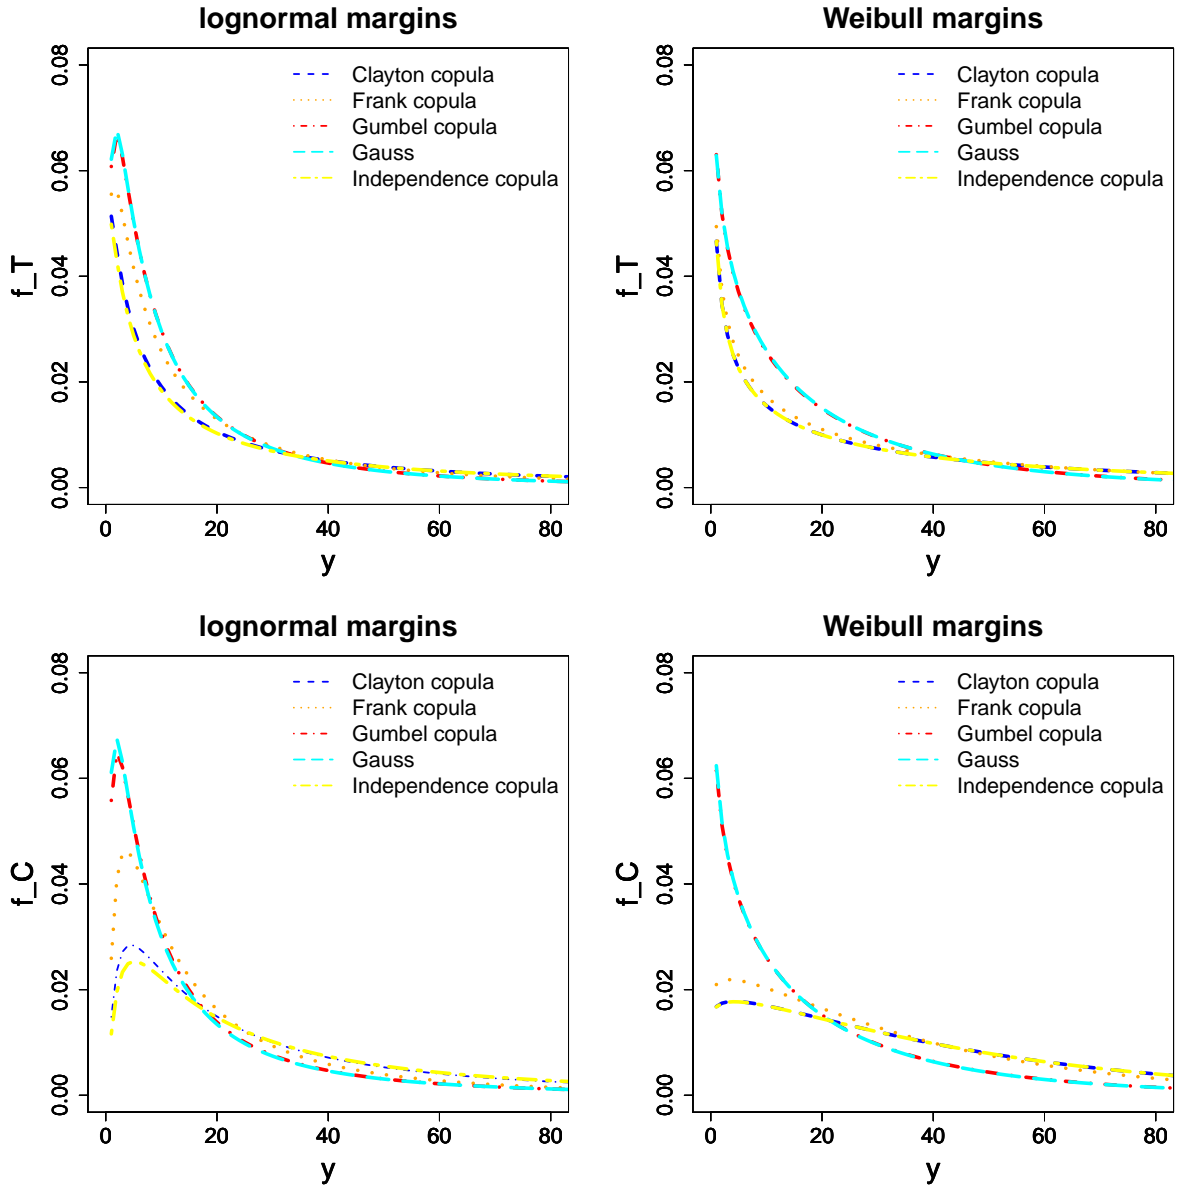 lognormal margins
0.08
0.06
0.04
0.02
0.00
f_T
Clayton copula
Frank copula
Gumbel copula
Gauss
Independence copula
0 20 40 60 80
y
Weibull margins
0.08
0.06
0.04
0.02
0.00
f_T
Clayton copula
Frank copula
Gumbel copula
Gauss
Independence copula
0 20 40 60 80
y
lognormal margins
0.08
0.06
0.04
0.02
0.00
f_C
Clayton copula
Frank copula
Gumbel copula
Gauss
Independence copula
0 20 40 60 80
y
Weibull margins
0.08
0.06
0.04
0.02
0.00
f_C
Clayton copula
Frank copula
Gumbel copula
Gauss
Independence copula
0 20 40 60 80
y